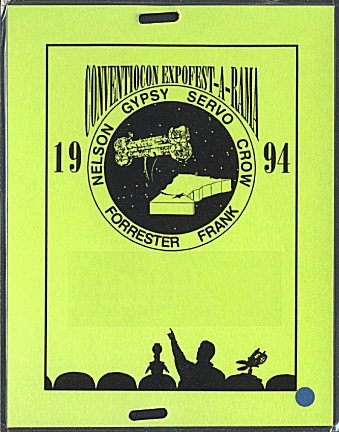 CONVENTIOCON EXPOFEST-A-RAMA
19 94
NELSON GYPSY SERVO CROW
FORRESTER FRANK